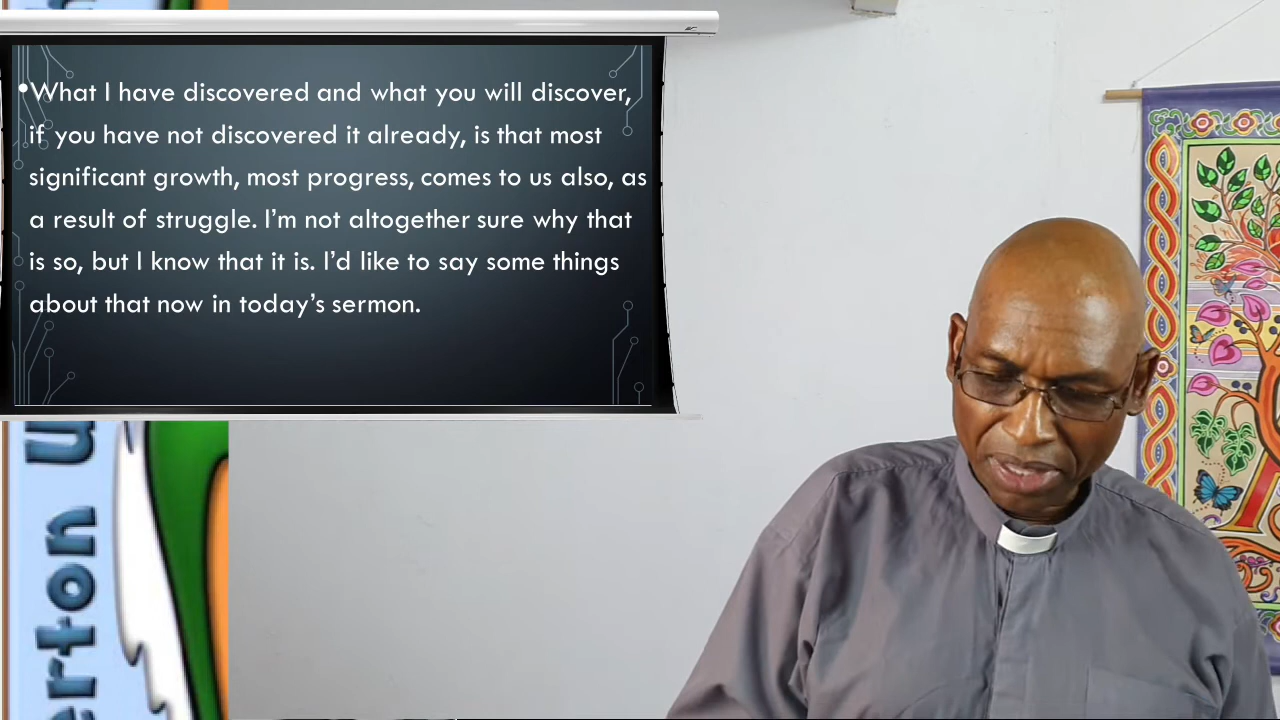 •What I have discovered and what you will discover,
if you have not discovered it already, is that most
significant growth, most progress, comes to us also, as
a result of struggle. I'm not altogether sure why that
is so, but I know that it is. I'd like to say some things
about that now in today's sermon.
erton u